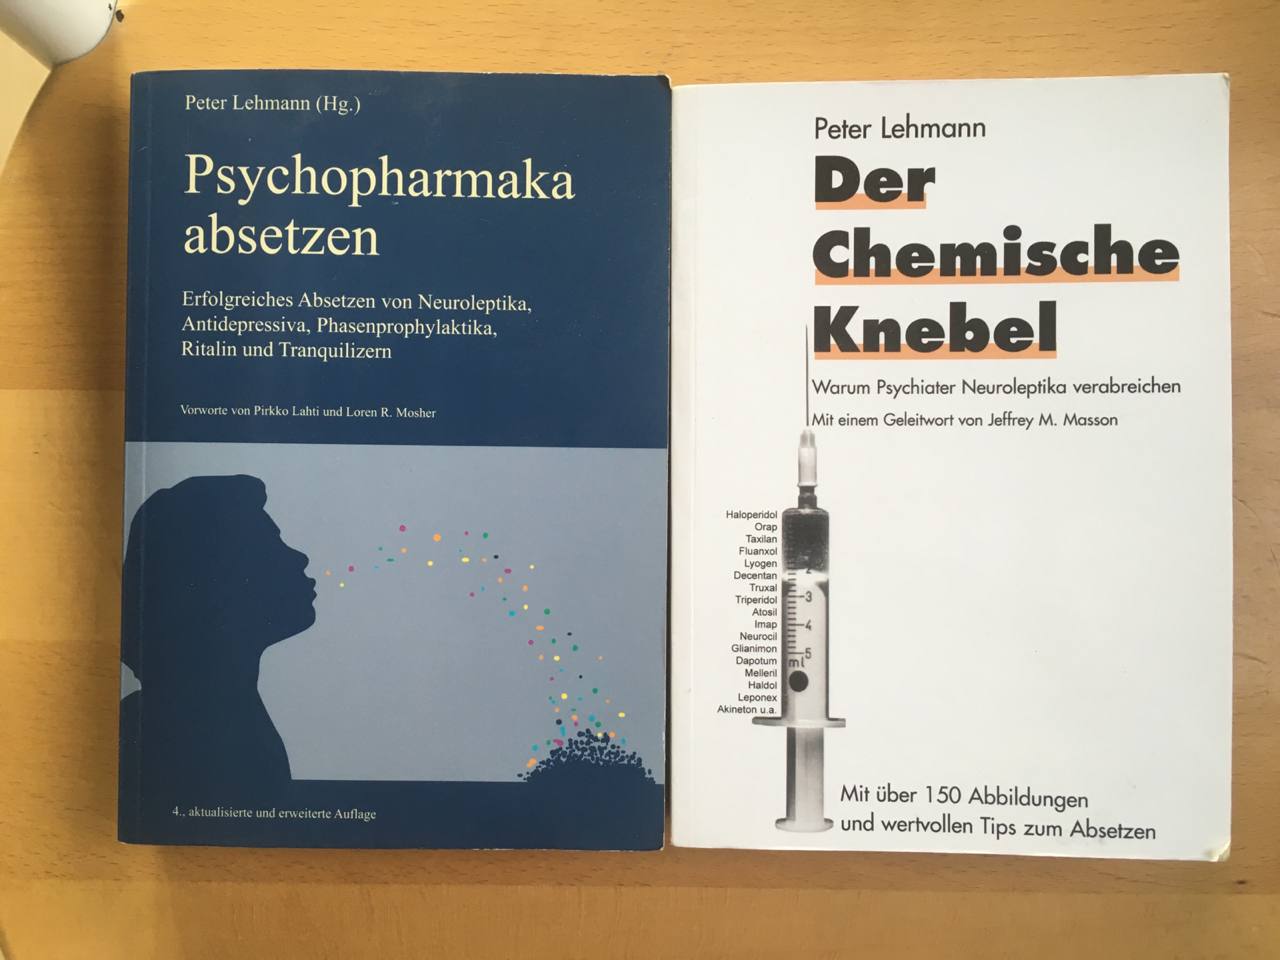 Peter Lehmann (Hg.)
Psychopharmaka
absetzen
Erfolgreiches Absetzen von Neuroleptika,
Antidepressiva, Phasenprophylaktika,
Ritalin und Tranquilizern
Vorworte von Pirkko Lahti und Loren R. Mosher
4., aktualisierte und erweiterte Auflage
Peter Lehmann
Der
Chemische
Knebel
Warum Psychiater Neuroleptika verabreichen
Mit einem Geleitwort von Jeffrey M. Masson
Haloperidol
Orap
Taxilan
Fluanxol
Lyogen
Decentan
Truxal
Triperidol
Atosil
Imap
Neurocil
Glianimon
Dapotum
Melleril
Haldol
Leponex
Akineton u.a.
2
3
4
5
ml
Mit über 150 Abbildungen
und wertvollen Tips zum Absetzen